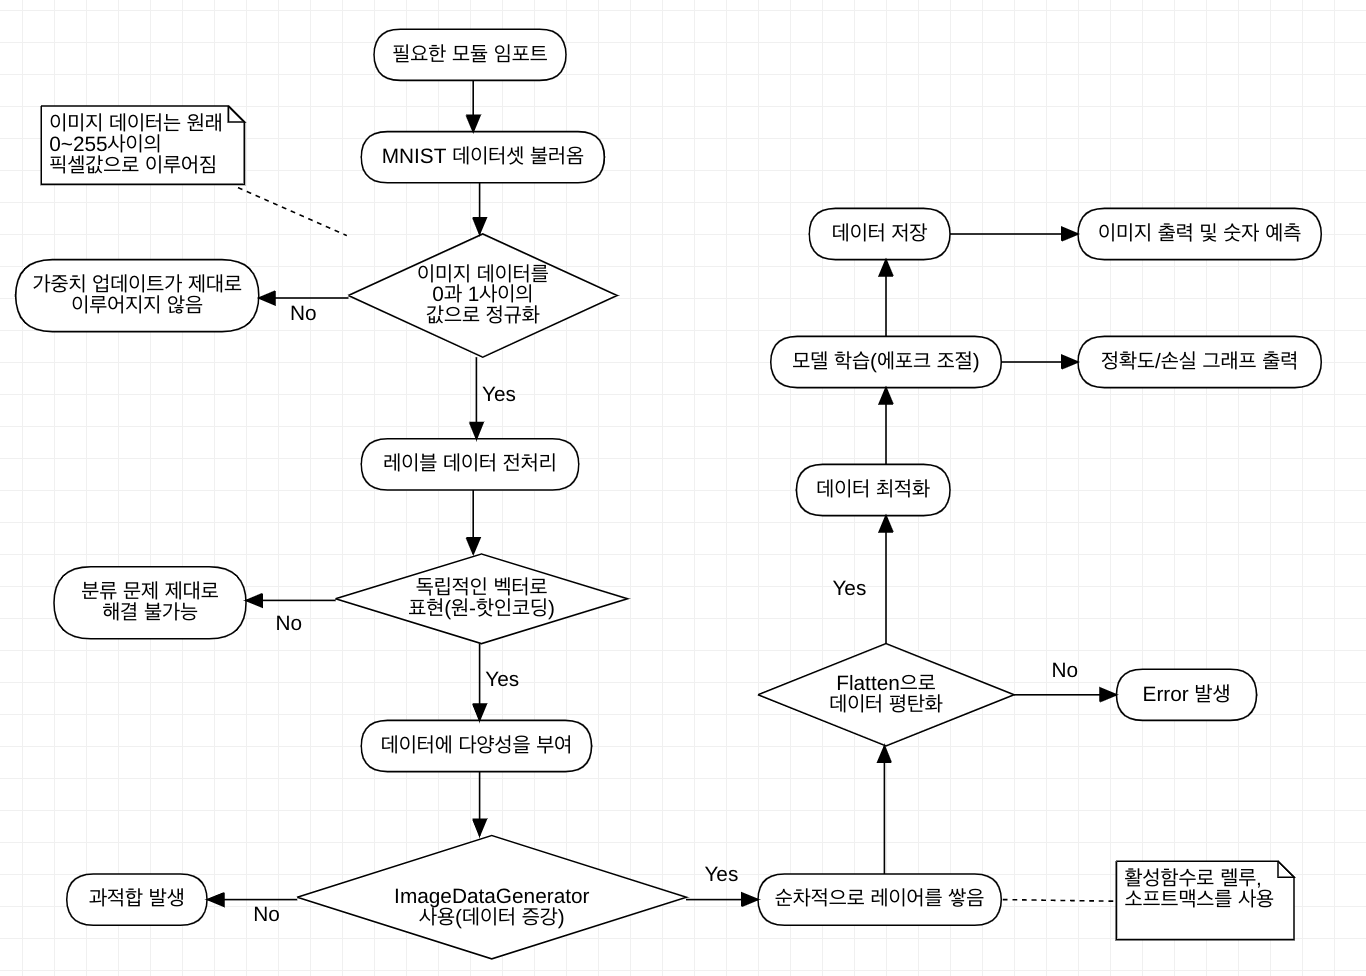 필요한 모듈 임포트
MNIST 데이터셋 불러옴
이미지 데이터는 원래
0~255사이의
픽셀값으로 이루어짐
이미지 데이터를
0과 1사이의
값으로 정규화
No
가중치 업데이트가 제대로
이루어지지 않음
Yes
레이블 데이터 전처리
독립적인 벡터로
표현(원-핫인코딩)
No
분류 문제 제대로
해결 불가능
Yes
데이터에 다양성을 부여
ImageDataGenerator
사용(데이터 증강)
No
과적합 발생
Yes
순차적으로 레이어를 쌓음
활성함수로 렐루,
소프트맥스를 사용
Flatten으로
데이터 평탄화
No
Error 발생
Yes
데이터 최적화
모델 학습(에포크 조절)
정확도/손실 그래프 출력
데이터 저장
이미지 출력 및 숫자 예측